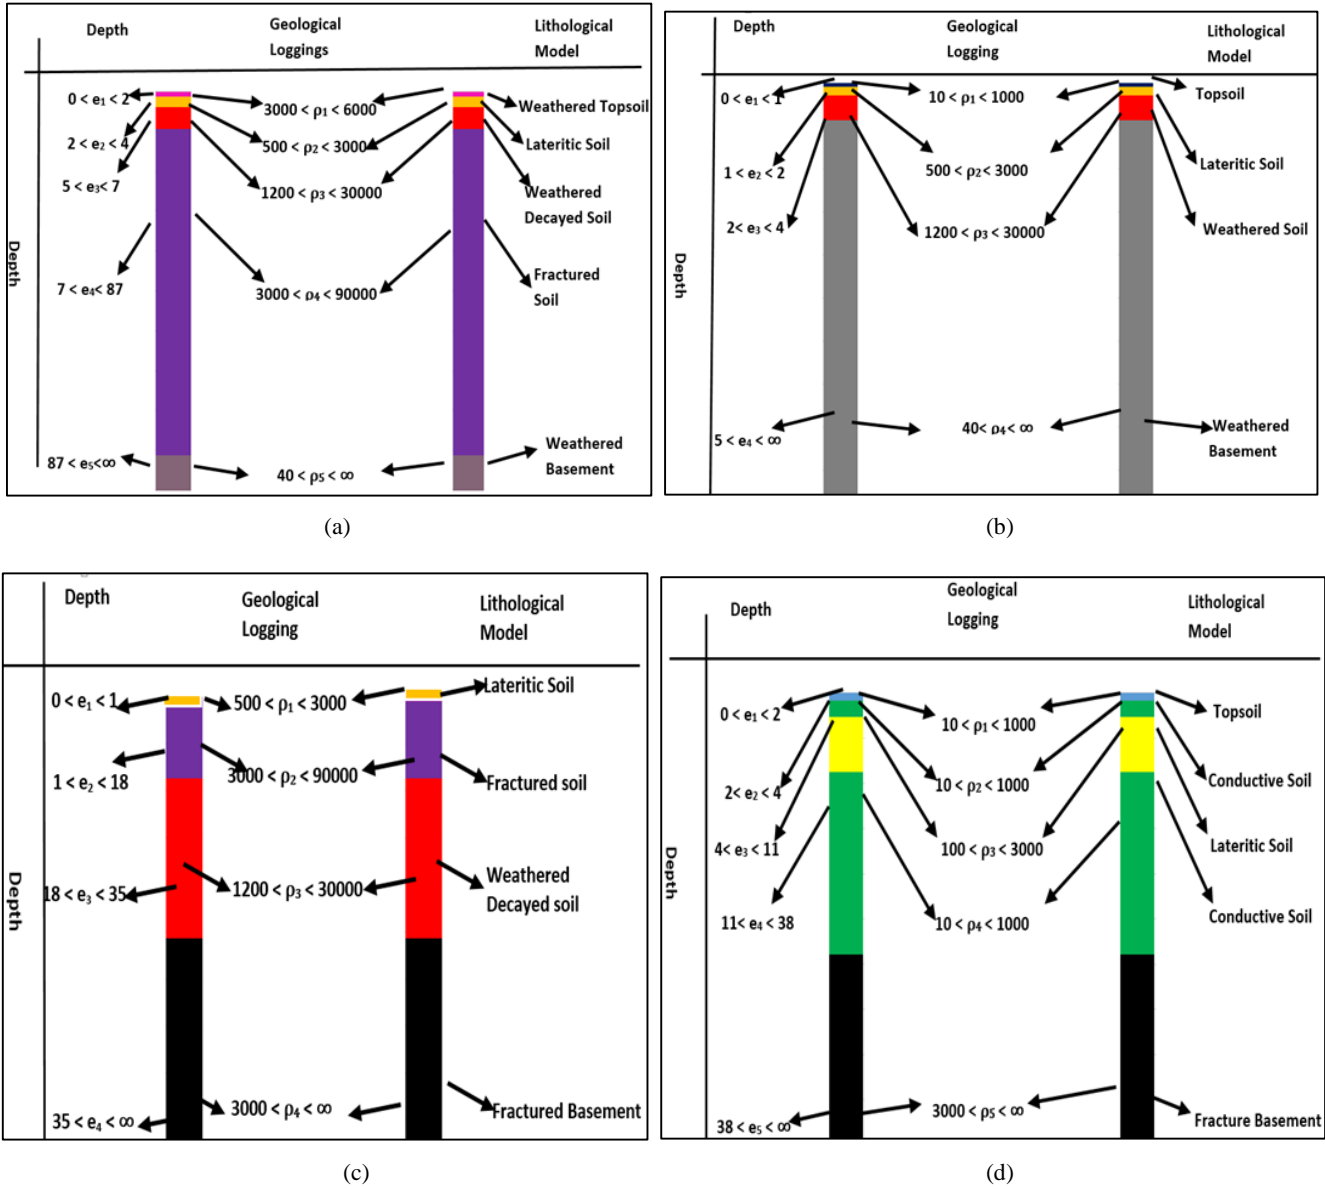 Depth
Geological
Loggings
Lithological
Model
0 < e₁ < 2
3000 < ρ₁ < 6000
Weathered Topsoil
2 < e₂ < 4
500 < ρ₂ < 3000
Lateritic Soil
5 < e₃ < 7
1200 < ρ₃ < 30000
Weathered
Decayed Soil
Depth
7 < e₄ < 87
3000 < ρ₄ < 90000
Fractured
Soil
87 < e₅ < ∞
40 < ρ₅ < ∞
Weathered
Basement
(a)
Depth
Geological
Logging
Lithological
Model
0 < e₁ < 1
10 < ρ₁ < 1000
Topsoil
1 < e₂ < 2
500 < ρ₂ < 3000
Lateritic Soil
2< e₃ < 4
1200 < ρ₃ < 30000
Weathered Soil
Depth
5 < e₄ < ∞
40< ρ₄ < ∞
Weathered
Basement
(b)
Depth
Geological
Logging
Lithological
Model
0 < e₁ < 1
500 < ρ₁ < 3000
Lateritic Soil
1 < e₂ < 18
3000 < ρ₂ < 90000
Fractured soil
18 < e₃ < 35
1200 < ρ₃ < 30000
Weathered
Decayed soil
Depth
35 < e₄ < ∞
3000 < ρ₄ < ∞
Fractured Basement
(c)
Depth
Geological
Logging
Lithological
Model
0 < e₁ < 2
10 < ρ₁ < 1000
Topsoil
2 < e₂ < 4
10 < ρ₂ < 1000
Conductive Soil
4< e₃ < 11
100 < ρ₃ < 3000
Lateritic Soil
Depth
11 < e₄ < 38
10 < ρ₄ < 1000
Conductive Soil
38 < e₅ < ∞
3000 < ρ₅ < ∞
Fracture Basement
(d)